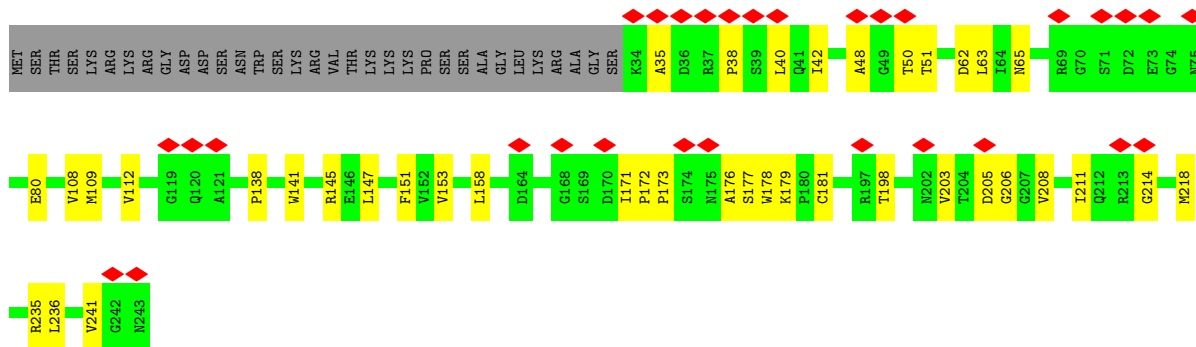 MET SER THR SER LYS ARG LYS ARG GLY ASP ASP SER ASN TRP SER LYS ARG VAL THR LYS LYS LYS PRO SER SER ALA GLY LEU LYS ARG ALA GLY SER K34 A35 D36 R37 P38 S39 L40 Q41 I42 A48 G49 T50 T51 D62 L63 I64 N65 R69 G70 S71 D72 E73 G74 N75
E80 V108 M109 V112 G119 Q120 A121 P138 W141 R145 E146 L147 F151 V152 V153 L158 D164 G168 S169 D170 I171 P172 P173 S174 N175 A176 S177 W178 K179 P180 C181 R197 T198 N202 V203 T204 D205 G206 G207 V208 I211 Q212 R213 G214 M218
R235 L236 V241 G242 N243